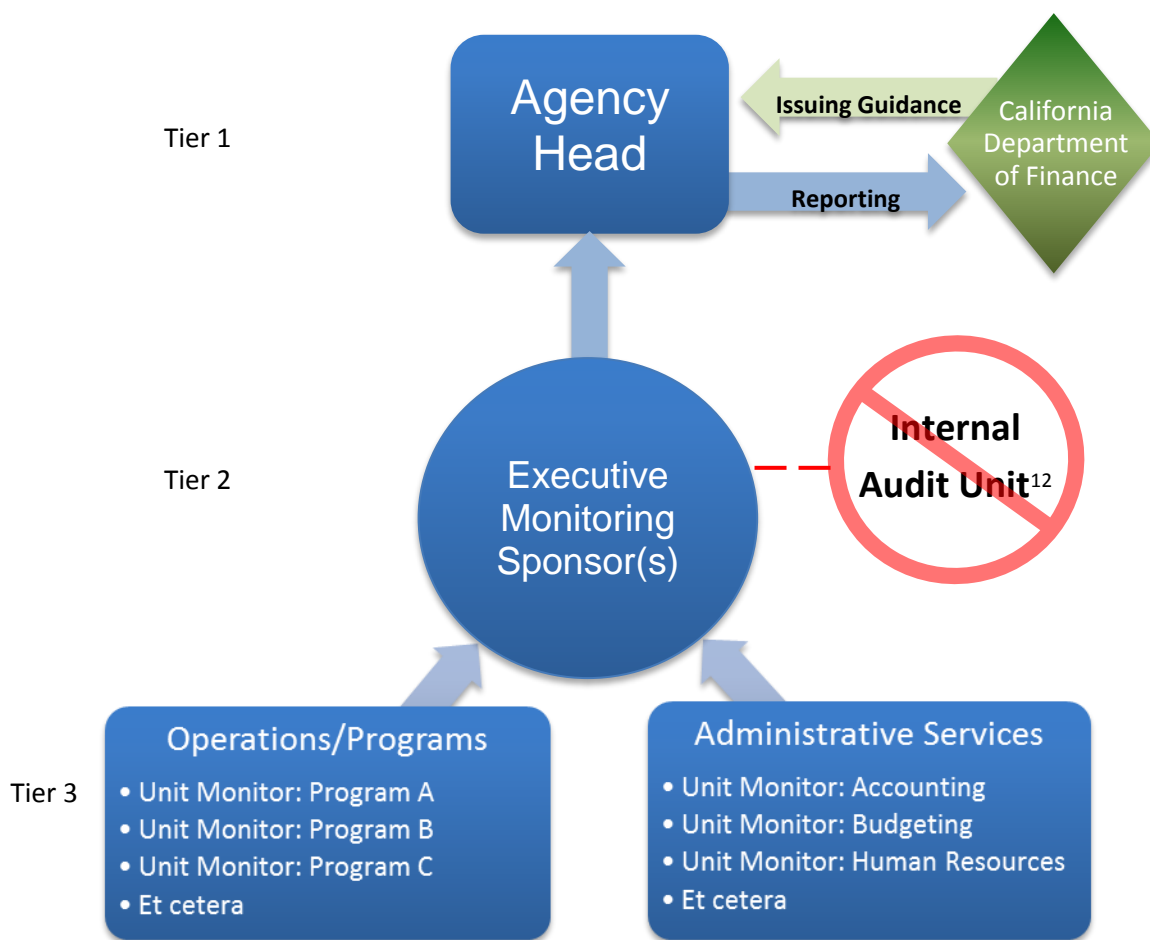 Tier 1
Agency
Head
Issuing Guidance
Reporting
California
Department
of Finance
Tier 2
Executive
Monitoring
Sponsor(s)
Internal
Audit Unit12
Tier 3
Operations/Programs
• Unit Monitor: Program A
• Unit Monitor: Program B
• Unit Monitor: Program C
• Et cetera
Administrative Services
• Unit Monitor: Accounting
• Unit Monitor: Budgeting
• Unit Monitor: Human Resources
• Et cetera